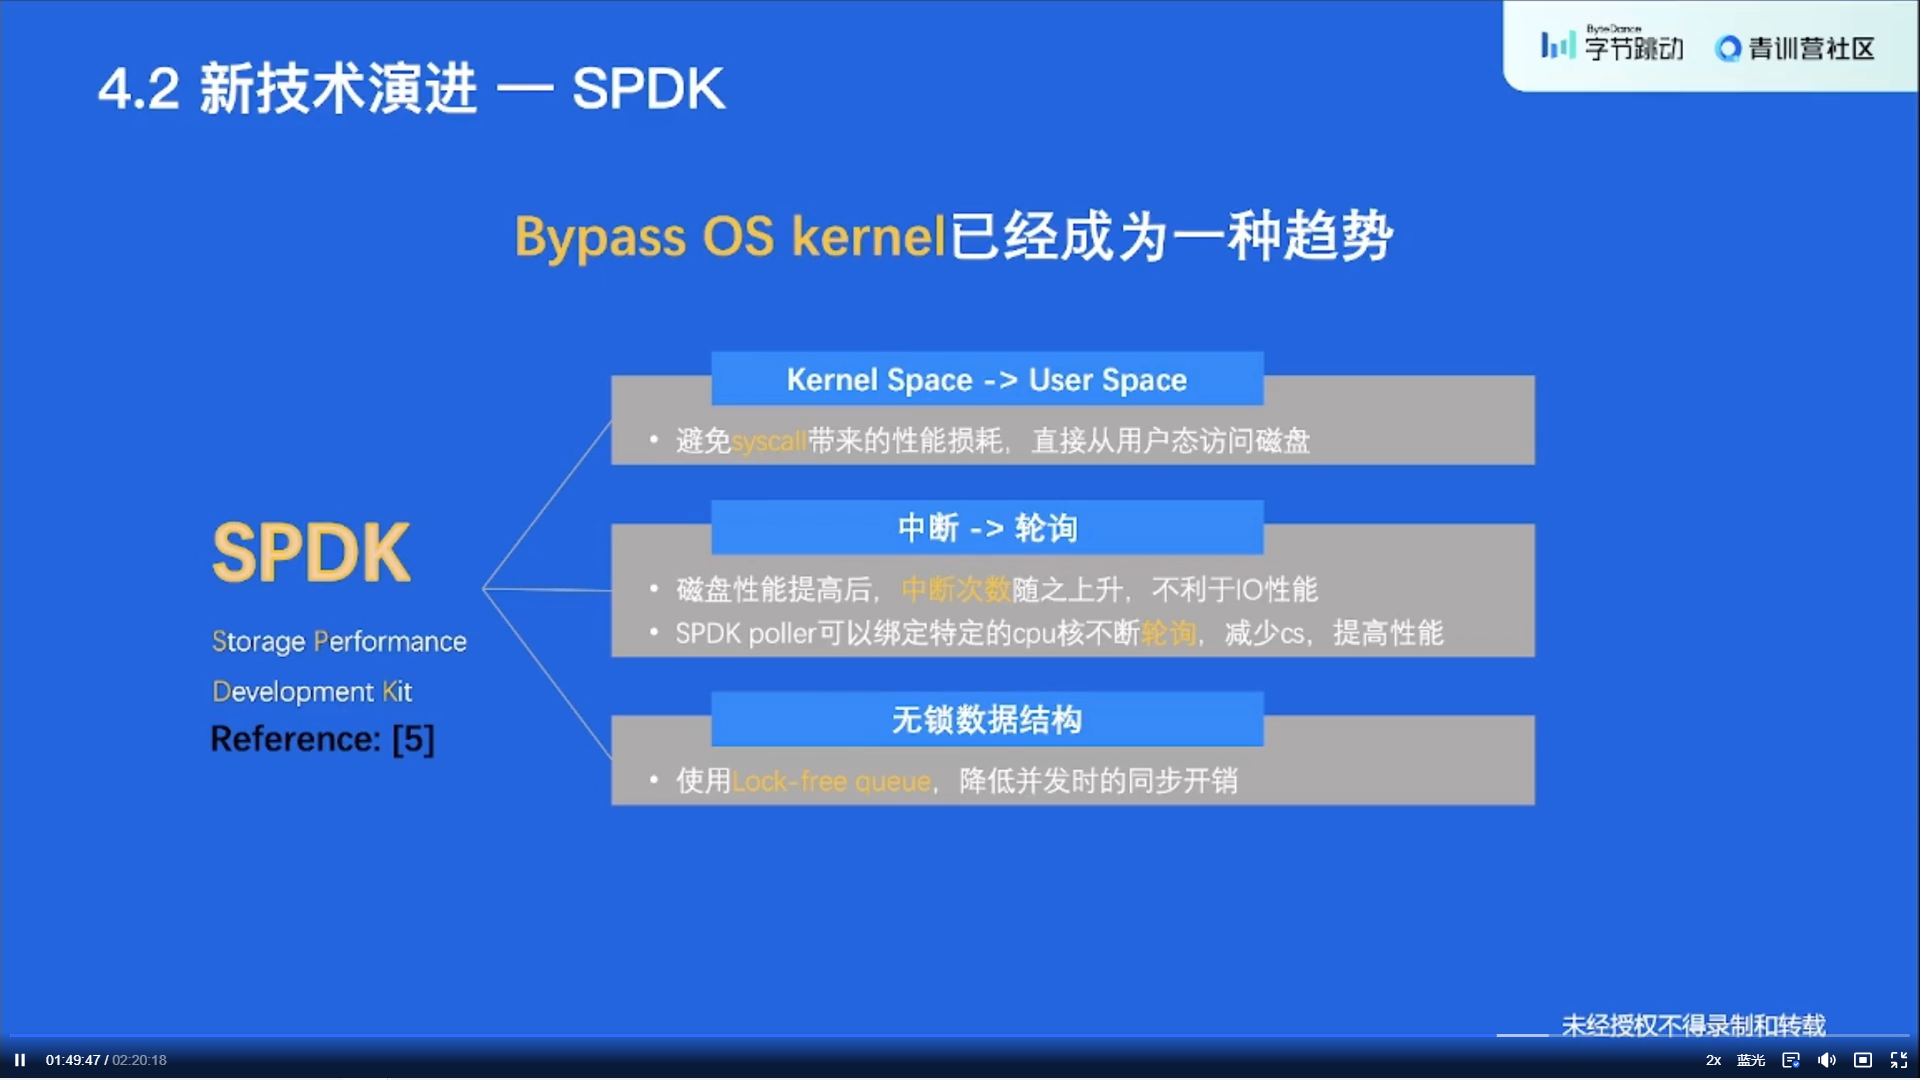 4.2 新技术演进 — SPDK
ByteDance
字节跳动
青训营社区
Bypass OS kernel已经成为一种趋势
Kernel Space -> User Space
• 避免syscall带来的性能损耗，直接从用户态访问磁盘
中断 -> 轮询
• 磁盘性能提高后，中断次数随之上升，不利于IO性能
• SPDK poller可以绑定特定的cpu核不断轮询，减少cs，提高性能
无锁数据结构
• 使用Lock-free queue，降低并发时的同步开销
SPDK
Storage Performance
Development Kit
Reference: [5]
未经授权不得录制和转载
01:49:47 / 02:20:18
2x 蓝光